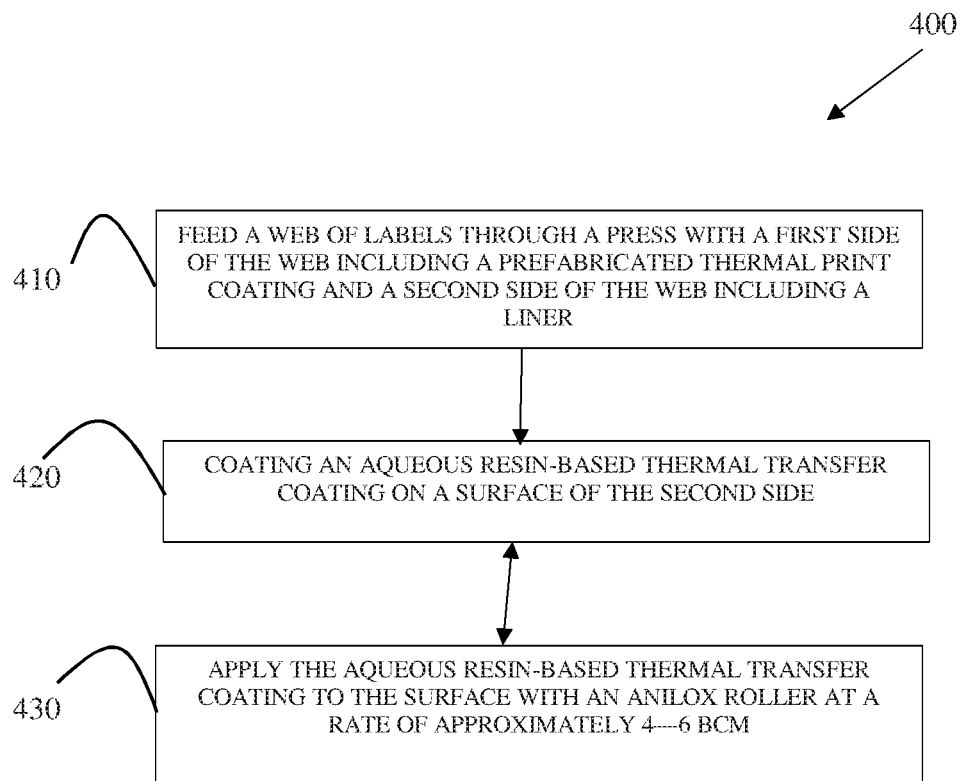 400
410
FEED A WEB OF LABELS THROUGH A PRESS WITH A FIRST SIDE
OF THE WEB INCLUDING A PREFABRICATED THERMAL PRINT
COATING AND A SECOND SIDE OF THE WEB INCLUDING A
LINER
420
COATING AN AQUEOUS RESIN-BASED THERMAL TRANSFER
COATING ON A SURFACE OF THE SECOND SIDE
430
APPLY THE AQUEOUS RESIN-BASED THERMAL TRANSFER
COATING TO THE SURFACE WITH AN ANILOX ROLLER AT A
RATE OF APPROXIMATELY 4----6 BCM